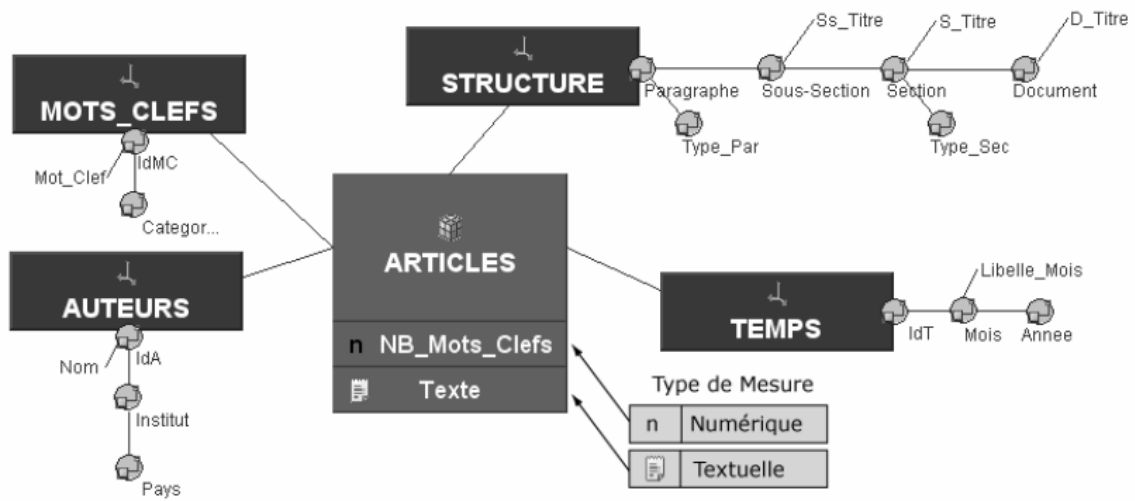 Ss_Titre
S_Titre
D_Titre
STRUCTURE
Paragraphe
Sous-Section
Section
Document
Type_Par
Type_Sec
MOTS_CLEFS
IdMC
Mot_Clef
Categor...
ARTICLES
n NB_Mots_Clefs
Texte
AUTEURS
Nom
IdA
Institut
Pays
Libelle_Mois
TEMPS
IdT
Mois
Annee
Type de Mesure
n Numérique
Textuelle